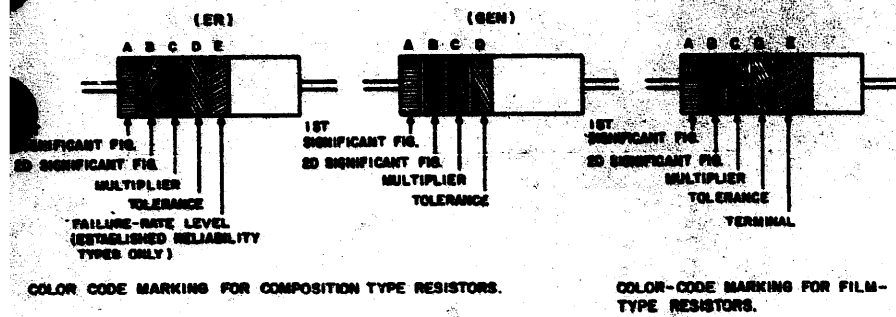 (ER)
A B C D E
SIGNIFICANT FIG.
2D SIGNIFICANT FIG.
MULTIPLIER
TOLERANCE
FAILURE-RATE LEVEL
(ESTABLISHED RELIABILITY
TYPES ONLY)
(GEN)
A B C D
1ST
SIGNIFICANT FIG.
2D SIGNIFICANT FIG.
MULTIPLIER
TOLERANCE
COLOR CODE MARKING FOR COMPOSITION TYPE RESISTORS.
A B C D E
1ST
SIGNIFICANT FIG.
2D SIGNIFICANT FIG.
MULTIPLIER
TOLERANCE
TERMINAL
COLOR-CODE MARKING FOR FILM-
TYPE RESISTORS.